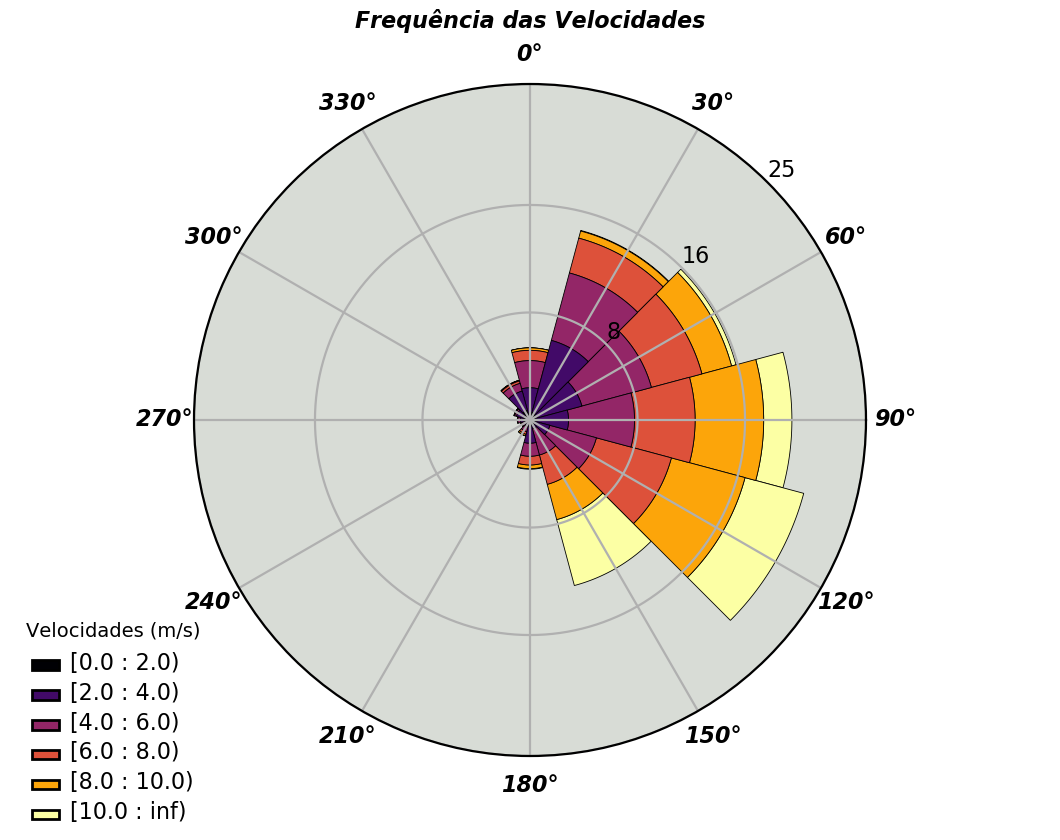 Frequência das Velocidades
0°
330°
30°
25
300°
60°
16
8
270°
90°
240°
120°
210°
150°
180°
Velocidades (m/s)
[0.0 : 2.0)
[2.0 : 4.0)
[4.0 : 6.0)
[6.0 : 8.0)
[8.0 : 10.0)
[10.0 : inf)